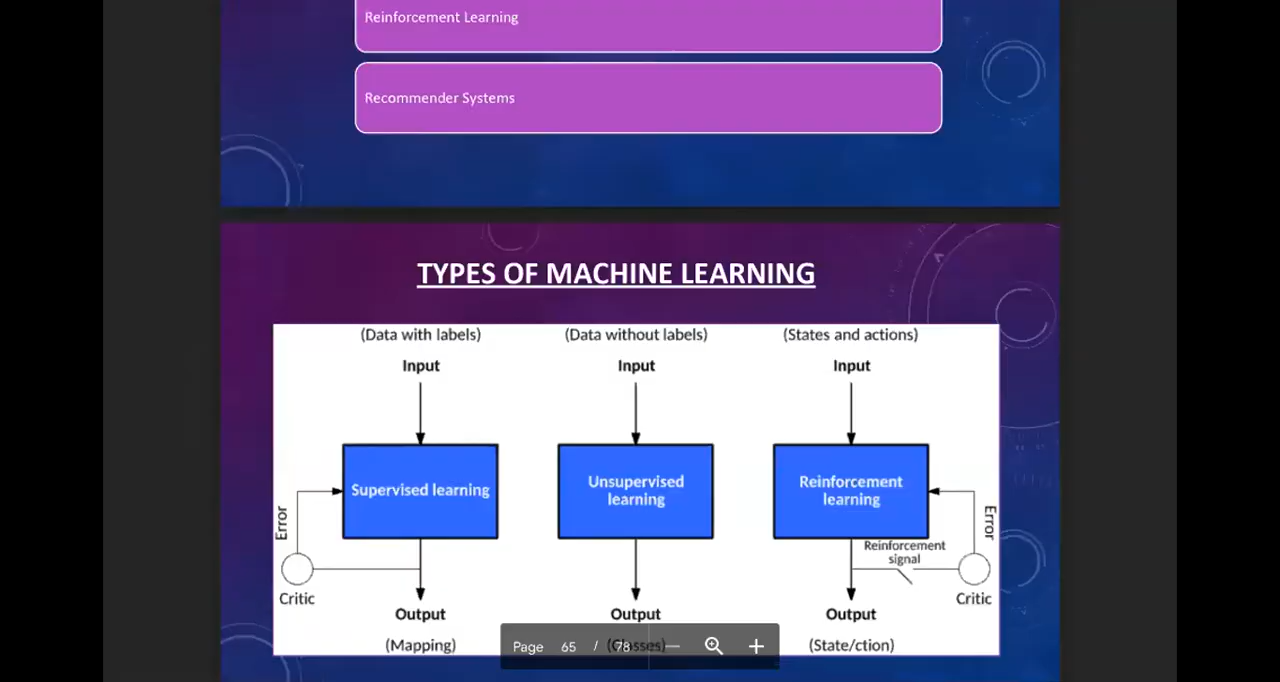 Reinforcement Learning
Recommender Systems
TYPES OF MACHINE LEARNING
(Data with labels) (Data without labels) (States and actions)
Input Input Input
Supervised learning
Unsupervised
learning
Reinforcement
learning
Error
Error
Reinforcement
signal
Critic
Critic
Output Output Output
(Mapping) (Classes) (State/ction)
Page 65 / 78